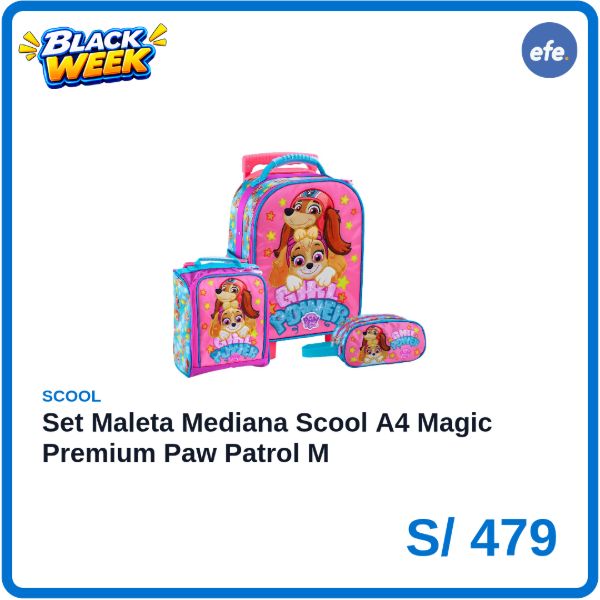 BLACK
WEEK
efe.
GIRL
POWER
GIRL
POWER
GIRL
POWER
SCOOL
Set Maleta Mediana Scool A4 Magic
Premium Paw Patrol M
S/ 479